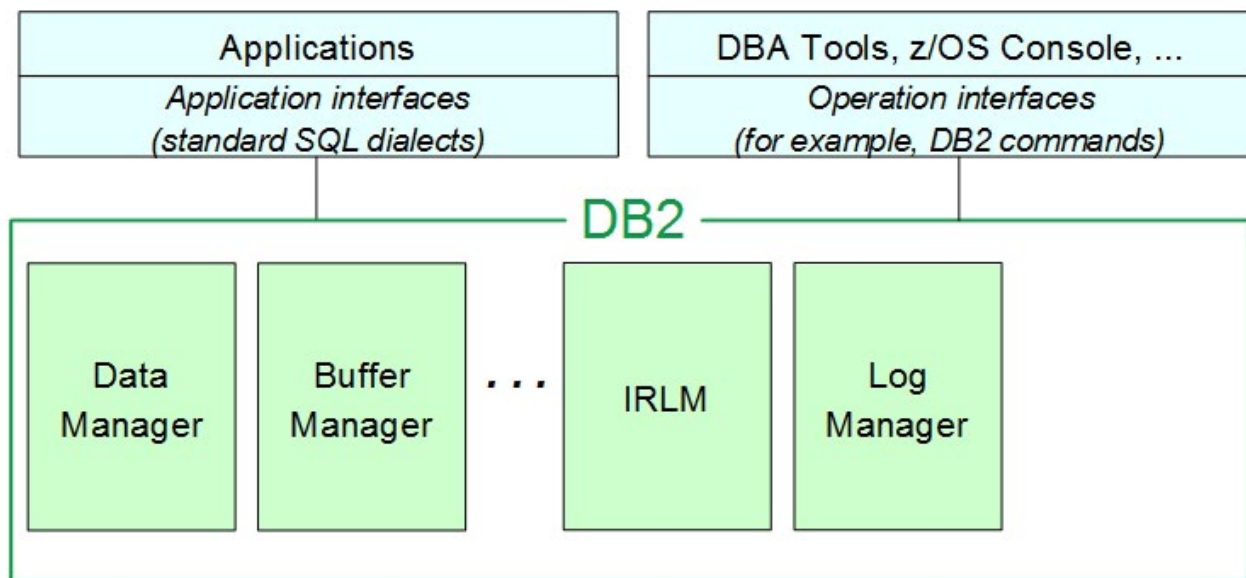 Applications
Application interfaces
(standard SQL dialects)
DBA Tools, z/OS Console, ...
Operation interfaces
(for example, DB2 commands)
DB2
Data
Manager
Buffer
Manager
...
IRLM
Log
Manager